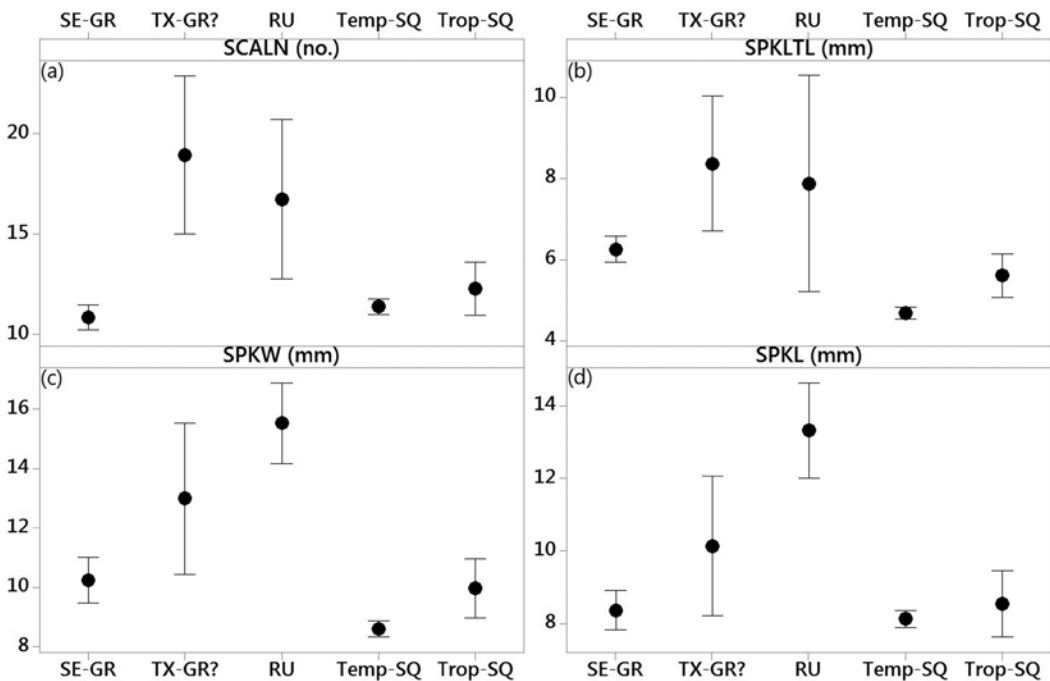 SE-GR TX-GR? RU Temp-SQ Trop-SQ SE-GR TX-GR? RU Temp-SQ Trop-SQ
SCALN (no.) SPKLTL (mm)
(a) (b)
20
15
10
10
8
6
4
SPKW (mm) SPKL (mm)
(c) (d)
16
14
12
10
8
14
12
10
8
SE-GR TX-GR? RU Temp-SQ Trop-SQ SE-GR TX-GR? RU Temp-SQ Trop-SQ